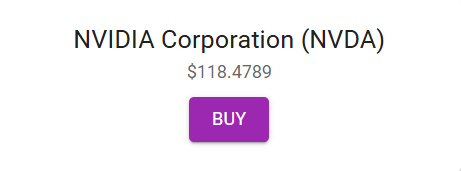 NVIDIA Corporation (NVDA)
$118.4789
BUY